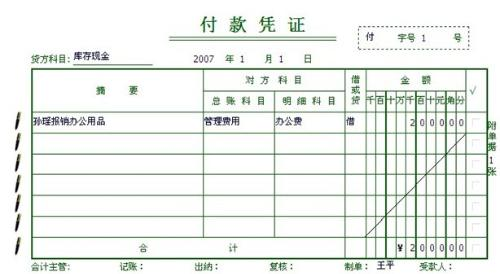 付款凭证
付 字号 1 号
贷方科目: 库存现金 2007 年 1 月 1 日
摘 要 对 方 科 目 借或贷 金 额 √
总 账 科 目 明 细 科 目 千 百 十 万 千 百 十 元 角 分
孙瑶报销办公用品 管理费用 办公费 借 2 0 0 0 0 0
附单据 1 张
合 计 ¥ 2 0 0 0 0 0
会计主管: 记账: 出纳: 复核: 制单: 王平 受款人: